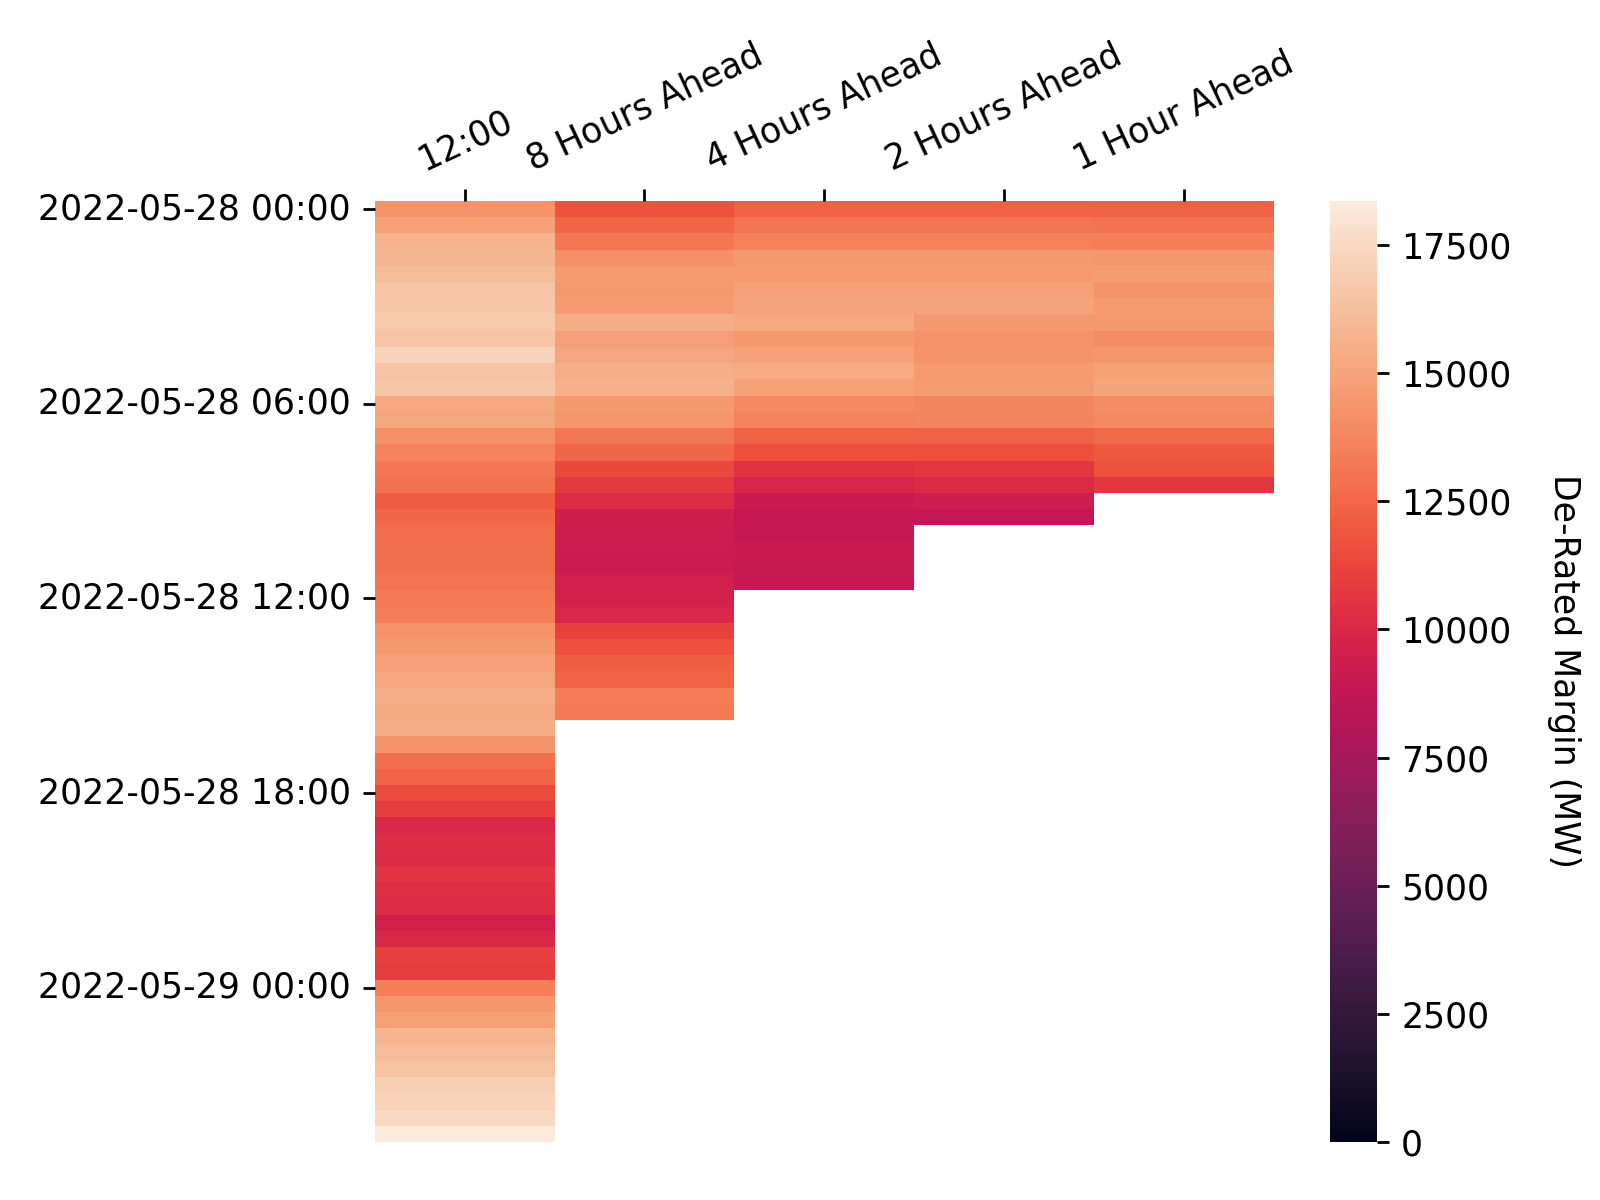 12:00
8 Hours Ahead
4 Hours Ahead
2 Hours Ahead
1 Hour Ahead
2022-05-28 00:00
2022-05-28 06:00
2022-05-28 12:00
2022-05-28 18:00
2022-05-29 00:00
17500
15000
12500
10000
7500
5000
2500
0
De-Rated Margin (MW)